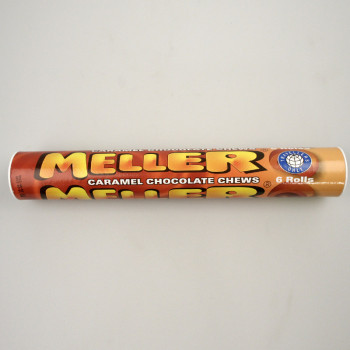 MELLER
CARAMEL CHOCOLATE CHEWS
6 Rolls
MELLER